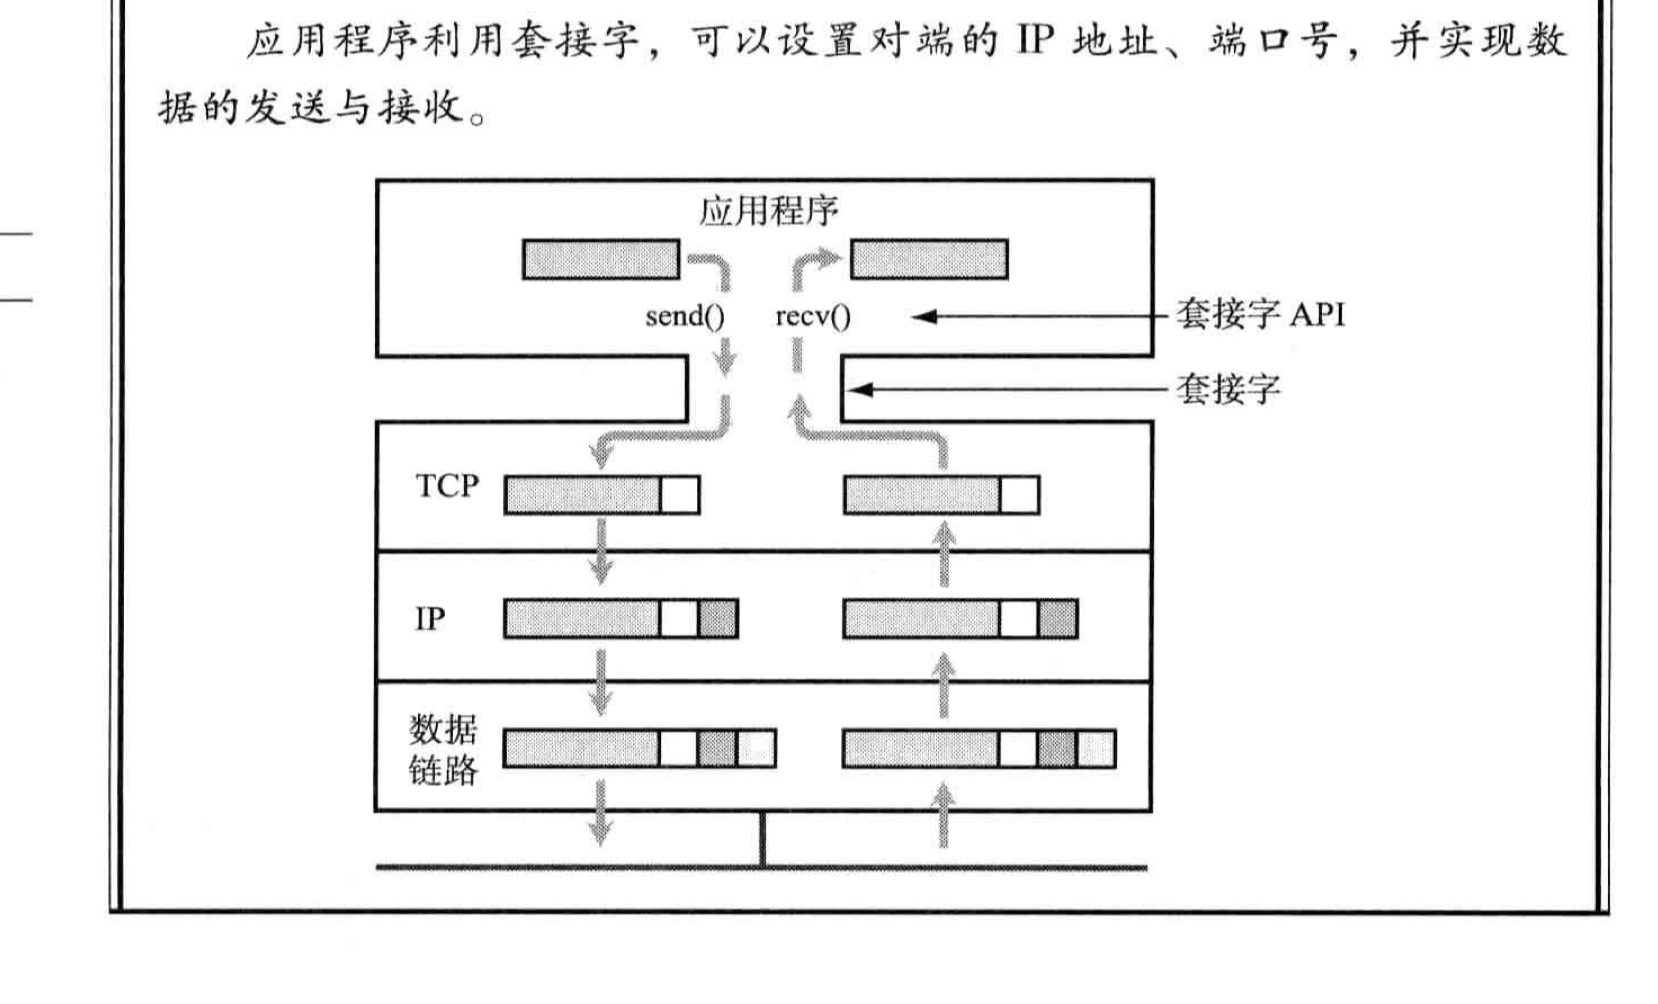 应用程序利用套接字，可以设置对端的 IP 地址、端口号，并实现数
据的发送与接收。
应用程序
send()
recv()
套接字 API
套接字
TCP
IP
数据
链路